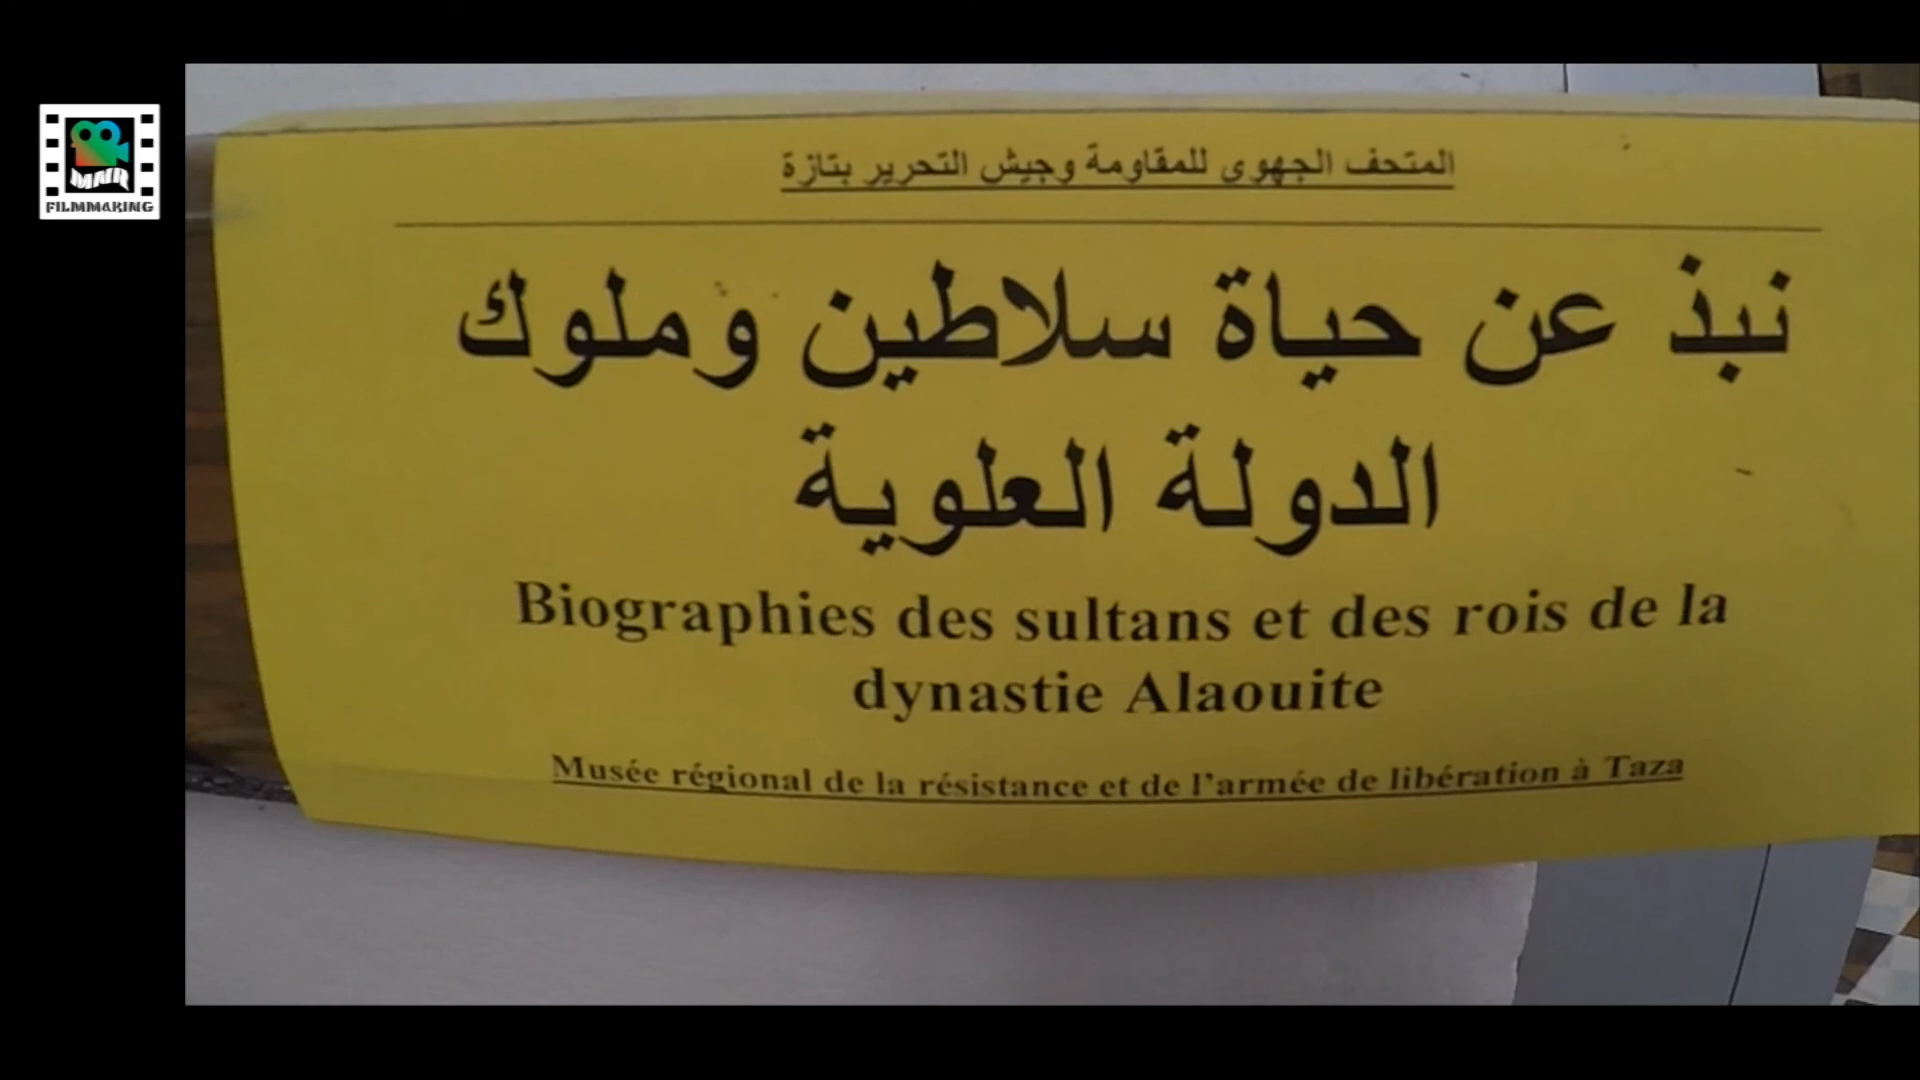 MNR
FILMMAKING
المتحف الجهوي للمقاومة وجيش التحرير بتازة
نبذ عن حياة سلاطين وملوك
الدولة العلوية
Biographies des sultans et des rois de la
dynastie Alaouite
Musée régional de la résistance et de l'armée de libération à Taza